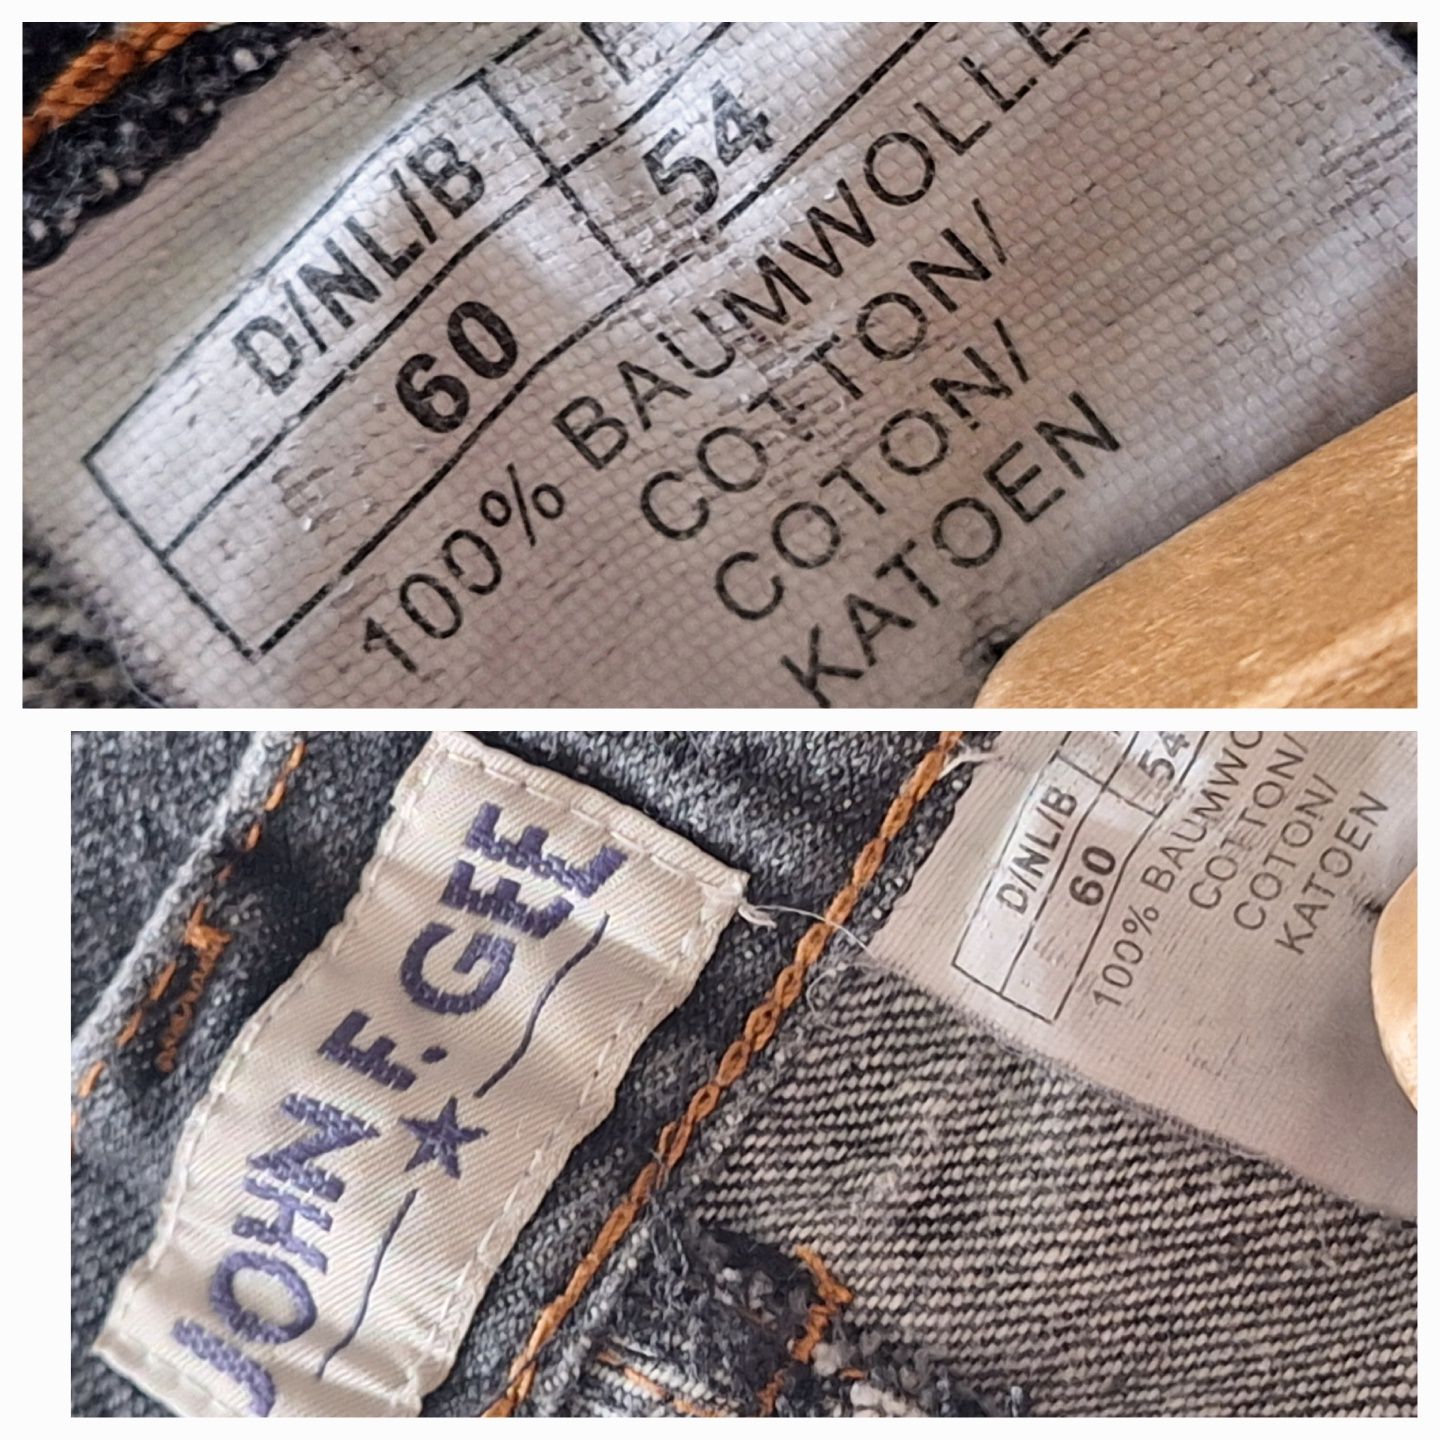 D/NL/B
60
54
100% BAUMWOLLE
COTTON/
COTON/
KATOEN
JOHN F. GEE
D/NL/B
60
54
100% BAUMWO
COTTON/
COTON/
KATOEN